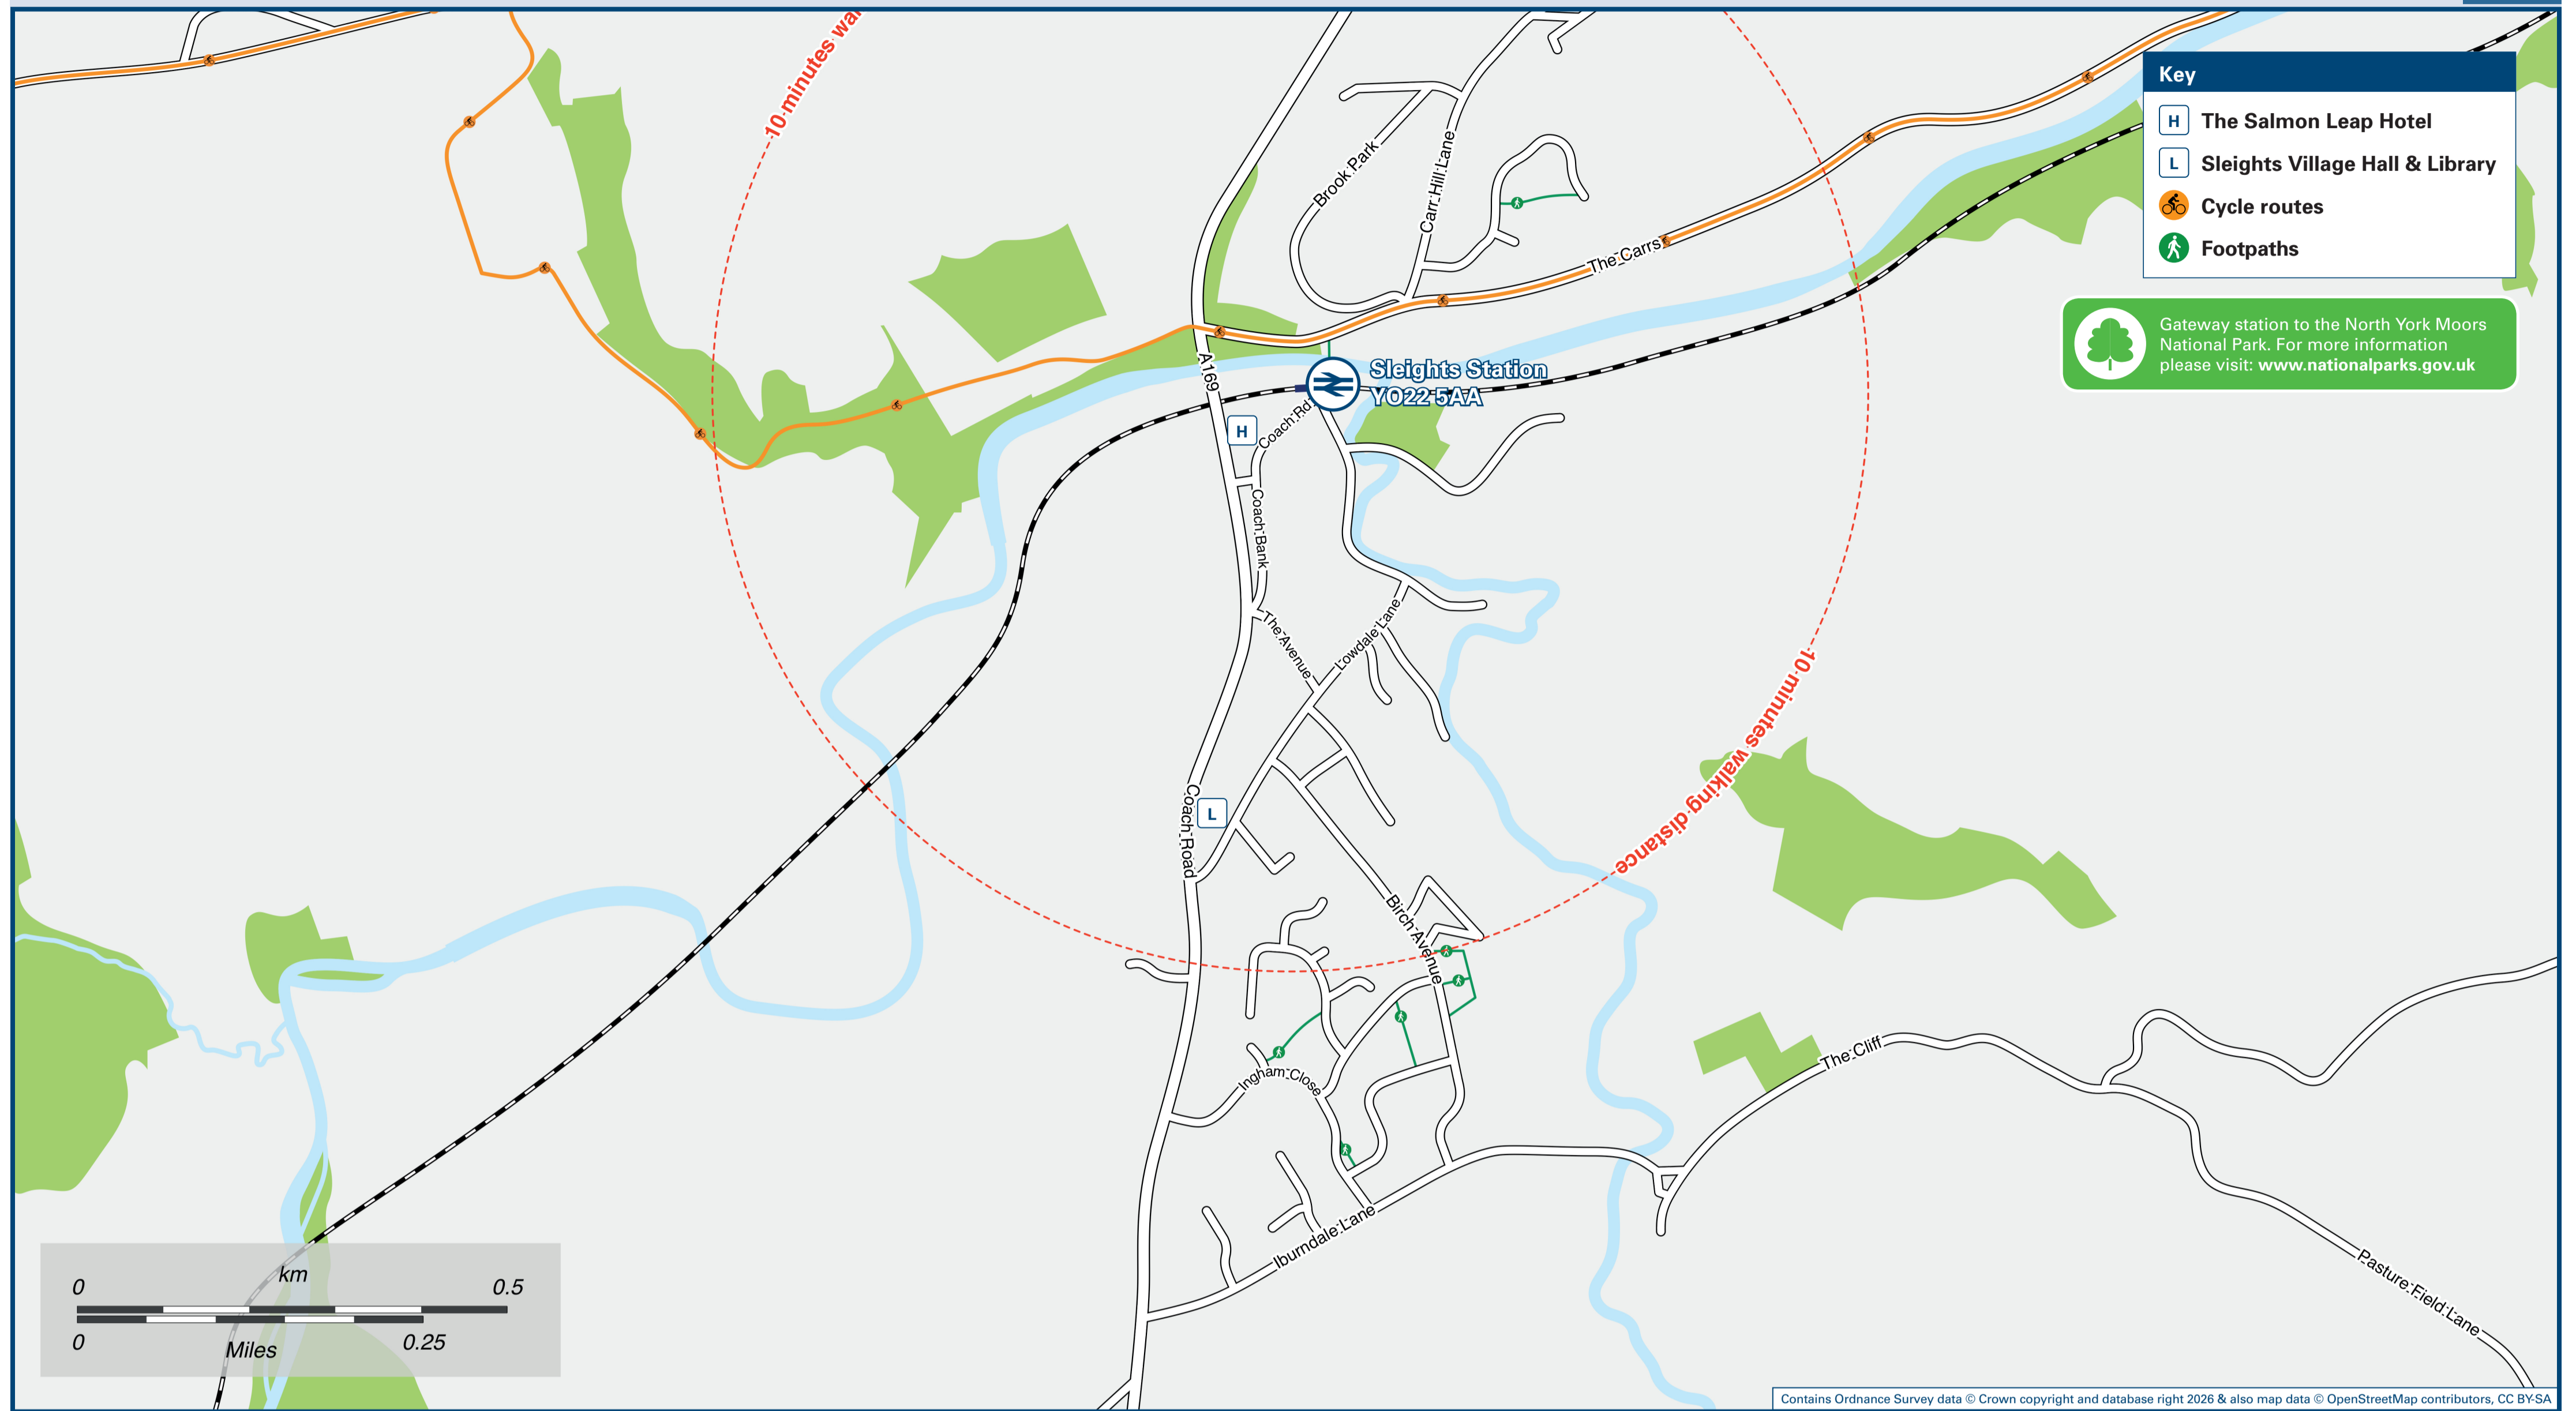 10 minutes wal
Key
H The Salmon Leap Hotel
L Sleights Village Hall & Library
Cycle routes
Footpaths
Gateway station to the North York Moors
National Park. For more information
please visit: www.nationalparks.gov.uk
Brook Park
Carr Hill Lane
The Carrs
A169
Sleights Station
YO22 5AA
H
Coach Rd
Coach Bank
The Avenue
Lowdale Lane
10 minutes walking distance
Coach Road
L
Birch Avenue
Ingham Close
The Cliff
Iburndale Lane
Pasture Field Lane
km
0 0.5
0 0.25
Miles
Contains Ordnance Survey data © Crown copyright and database right 2026 & also map data © OpenStreetMap contributors, CC BY-SA